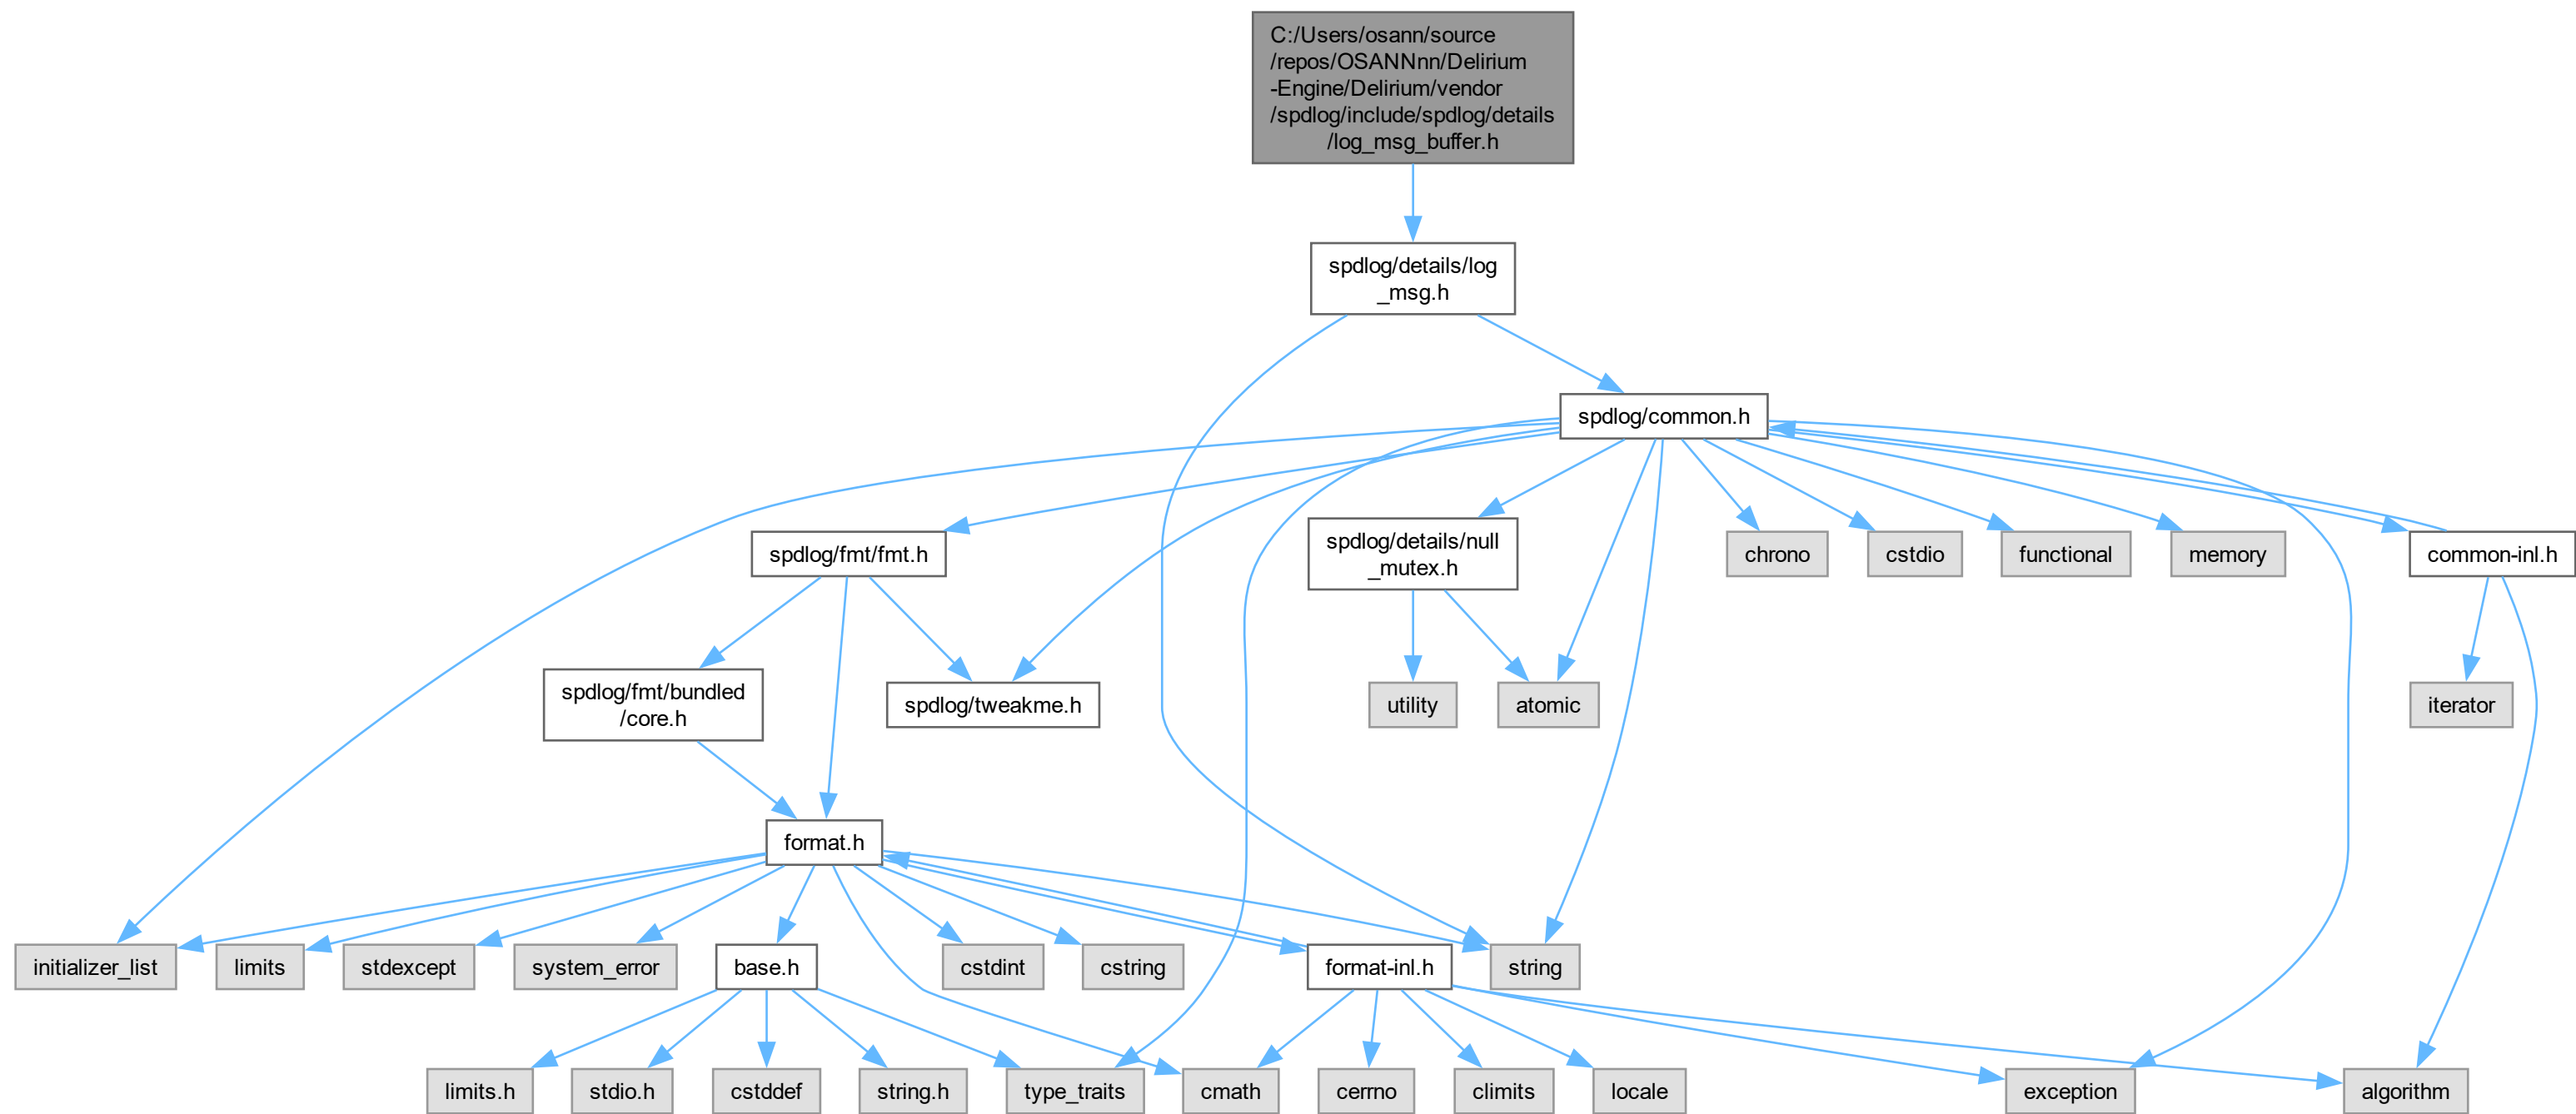 C:/Users/osann/source
/repos/OSANNnn/Delirium
-Engine/Delirium/vendor
/spdlog/include/spdlog/details
/log_msg_buffer.h
spdlog/details/log
_msg.h
spdlog/common.h
spdlog/fmt/fmt.h
spdlog/details/null
_mutex.h
chrono
cstdio
functional
memory
common-inl.h
spdlog/fmt/bundled
/core.h
spdlog/tweakme.h
utility
atomic
iterator
format.h
initializer_list
limits
stdexcept
system_error
base.h
cstdint
cstring
format-inl.h
string
limits.h
stdio.h
cstddef
string.h
type_traits
cmath
cerrno
climits
locale
exception
algorithm